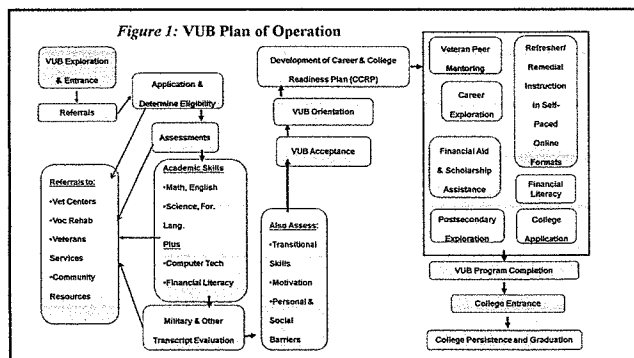 Figure 1: VUB Plan of Operation
VUB Exploration
& Entrance
Referrals
Application &
Determine Eligibility
Assessments
Referrals to:
•Vet Centers
•Voc Rehab
•Veterans
Services
•Community
Resources
Academic Skills
•Math, English
•Science, For.
Lang.
Plus
•Computer Tech
•Financial Literacy
Military & Other
Transcript Evaluation
Also Assess:
•Transitional
Skills
•Motivation
•Personal &
Social
Barriers
VUB Acceptance
VUB Orientation
Development of Career & College
Readiness Plan (CCRP)
Veteran Peer
Mentoring
Career
Exploration
Financial Aid
& Scholarship
Assistance
Postsecondary
Exploration
Refresher/
Remedial
Instruction
in Self-
Paced
Online
Formats
Financial
Literacy
College
Application
VUB Program Completion
College Entrance
College Persistence and Graduation